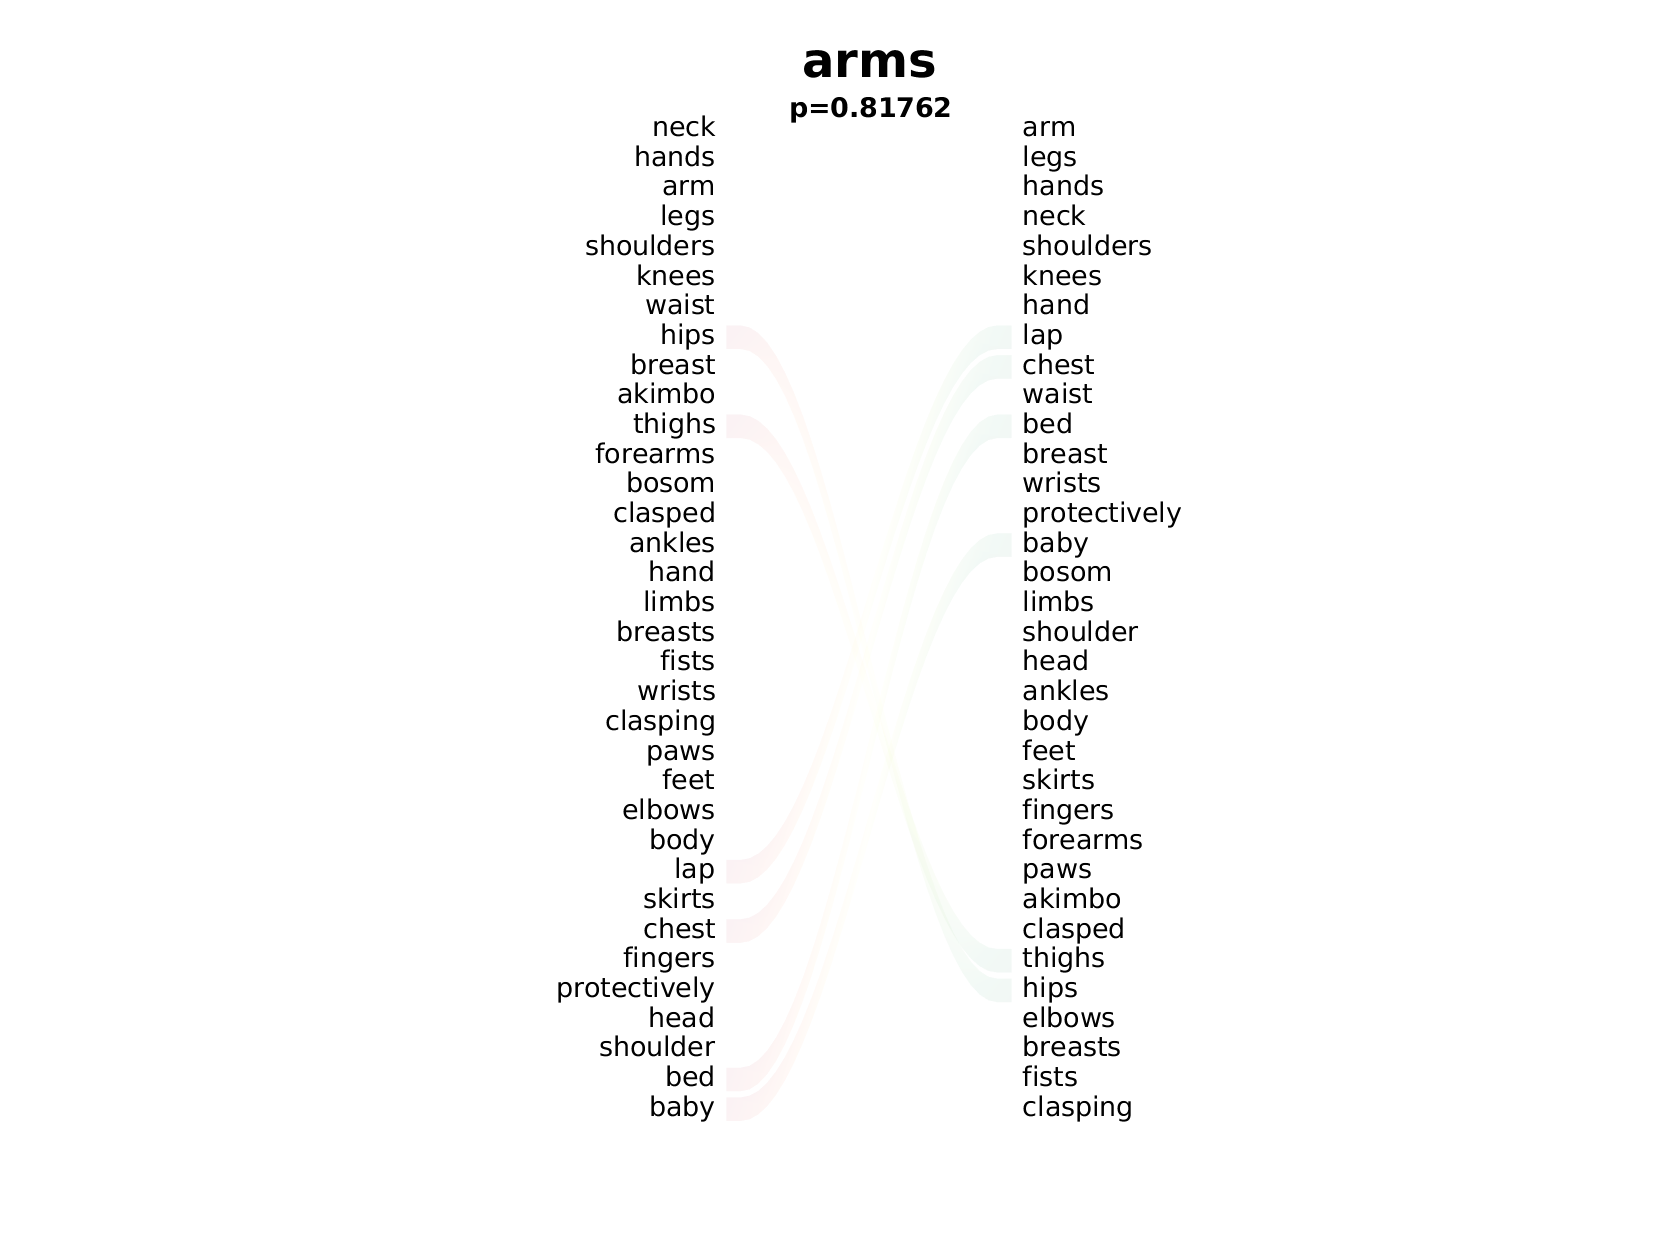 arms
p=0.81762
neck
hands
arm
legs
shoulders
knees
waist
hips
breast
akimbo
thighs
forearms
bosom
clasped
ankles
hand
limbs
breasts
fists
wrists
clasping
paws
feet
elbows
body
lap
skirts
chest
fingers
protectively
head
shoulder
bed
baby
arm
legs
hands
neck
shoulders
knees
hand
lap
chest
waist
bed
breast
wrists
protectively
baby
bosom
limbs
shoulder
head
ankles
body
feet
skirts
fingers
forearms
paws
akimbo
clasped
thighs
hips
elbows
breasts
fists
clasping